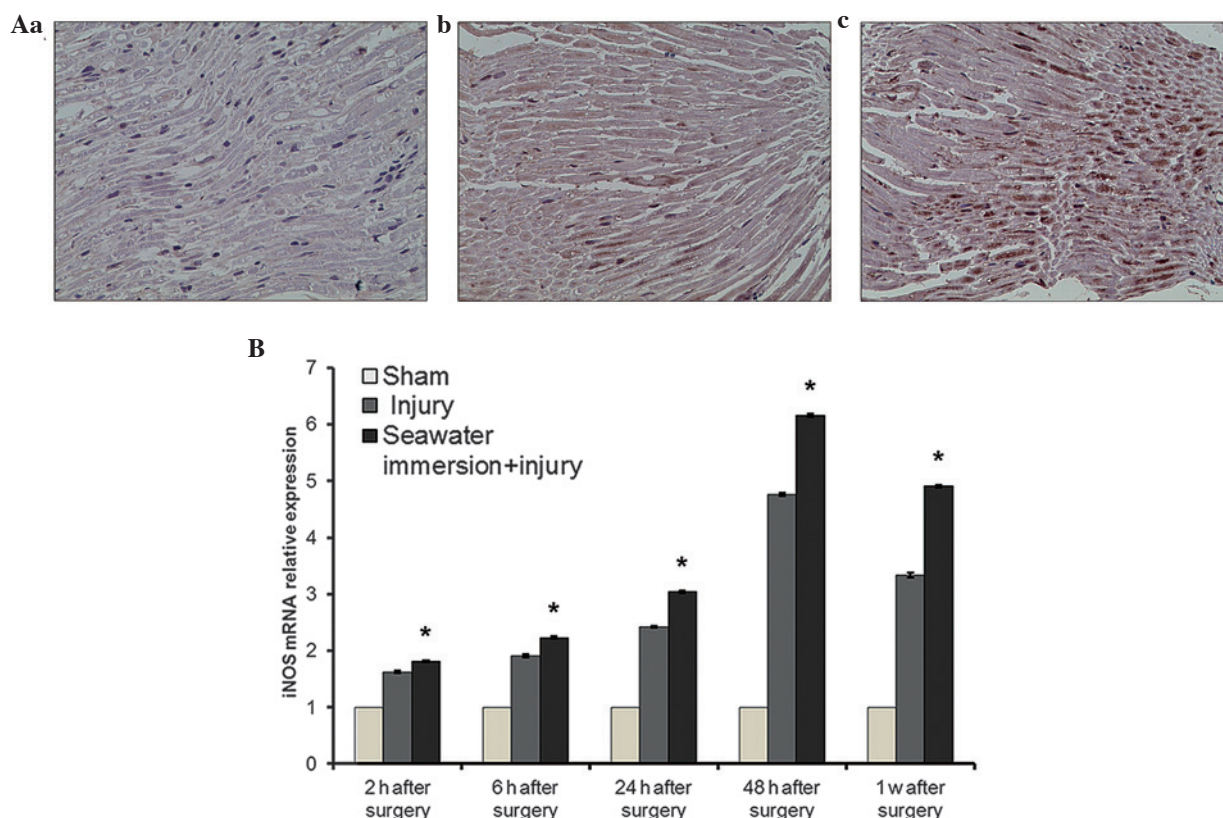 Aa
b
c
B
7
6
5
4
3
2
1
0
iNOS mRNA relative expression
Sham
Injury
Seawater
immersion+injury
*
*
*
*
*
2 h after
surgery
6 h after
surgery
24 h after
surgery
48 h after
surgery
1 w after
surgery